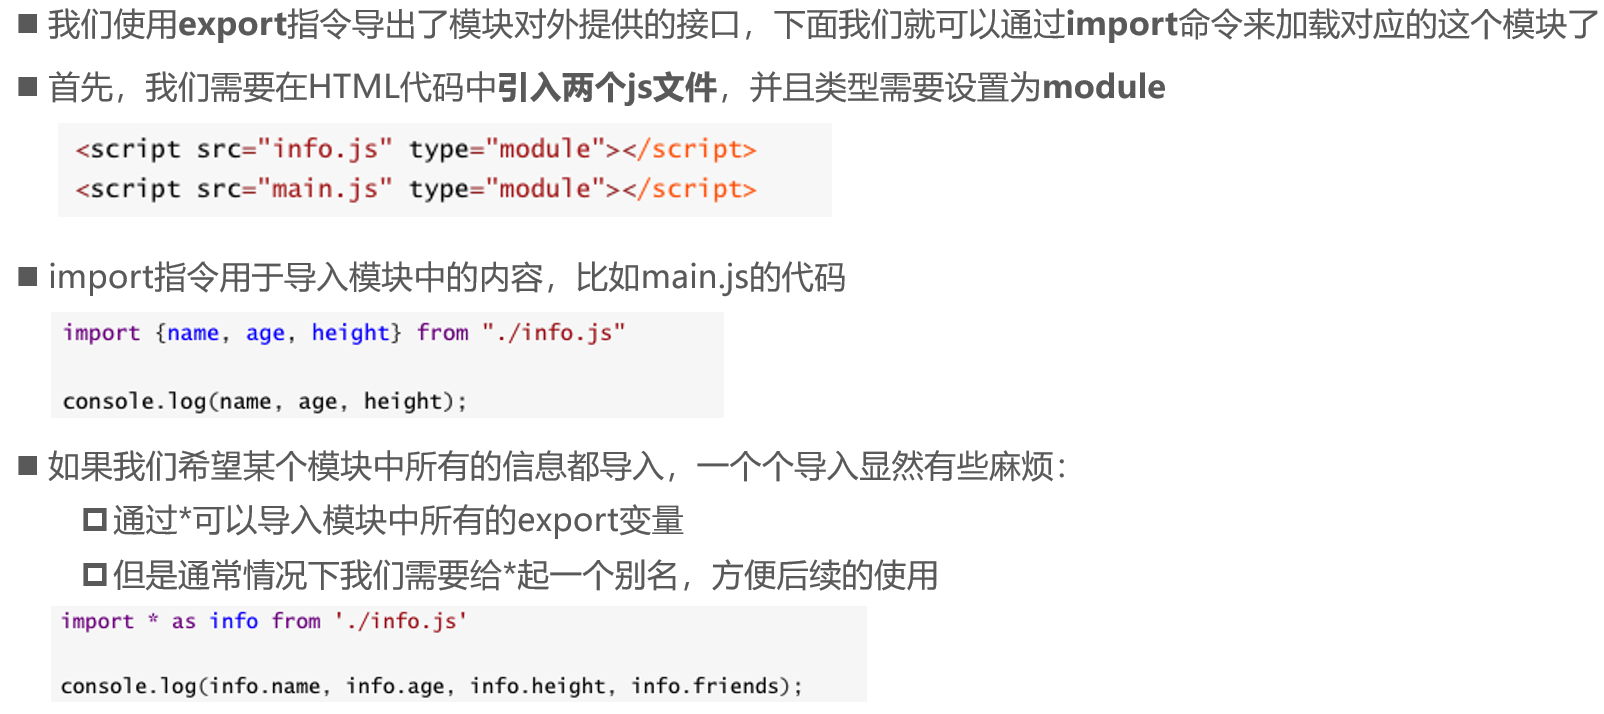 我们使用export指令导出了模块对外提供的接口，下面我们就可以通过import命令来加载对应的这个模块了
首先，我们需要在HTML代码中引入两个js文件，并且类型需要设置为module
<script src="info.js" type="module"></script>
<script src="main.js" type="module"></script>
import指令用于导入模块中的内容，比如main.js的代码
import {name, age, height} from "./info.js"
console.log(name, age, height);
如果我们希望某个模块中所有的信息都导入，一个个导入显然有些麻烦：
通过*可以导入模块中所有的export变量
但是通常情况下我们需要给*起一个别名，方便后续的使用
import * as info from './info.js'
console.log(info.name, info.age, info.height, info.friends);